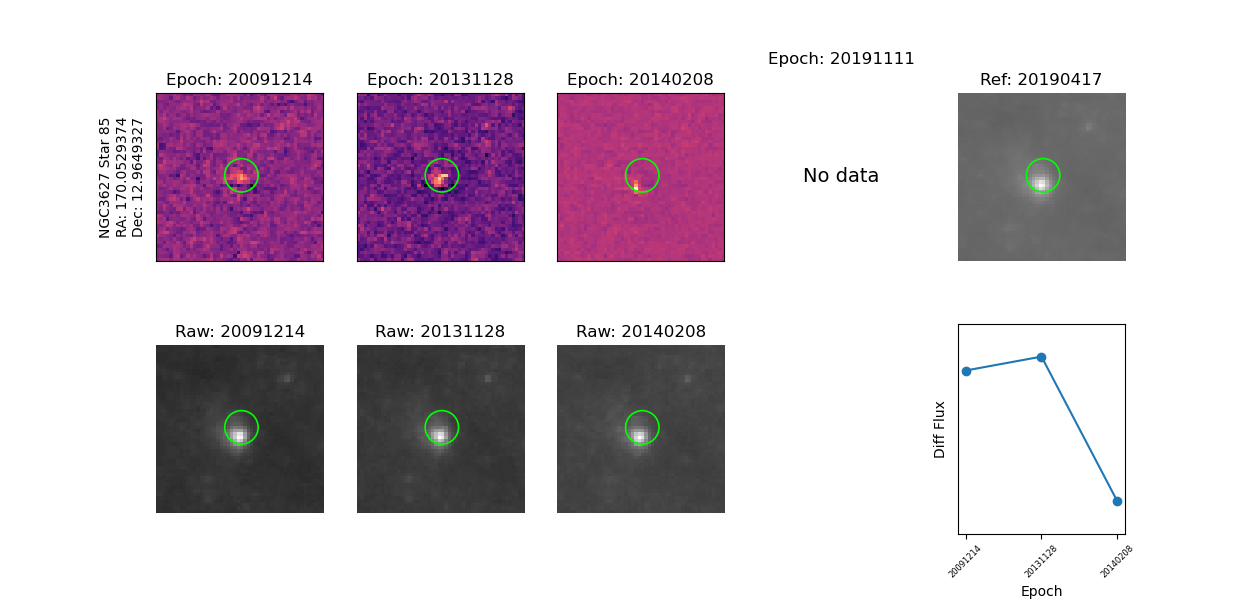 Epoch: 20091214
Epoch: 20131128
Epoch: 20140208
Epoch: 20191111
Ref: 20190417
NGC3627 Star 85
RA: 170.0529374
Dec: 12.9649327
No data
Raw: 20091214
Raw: 20131128
Raw: 20140208
Diff Flux
20091214
20131128
20140208
Epoch